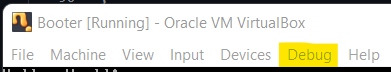 Booter [Running] - Oracle VM VirtualBox
File Machine View Input Devices Debug Help